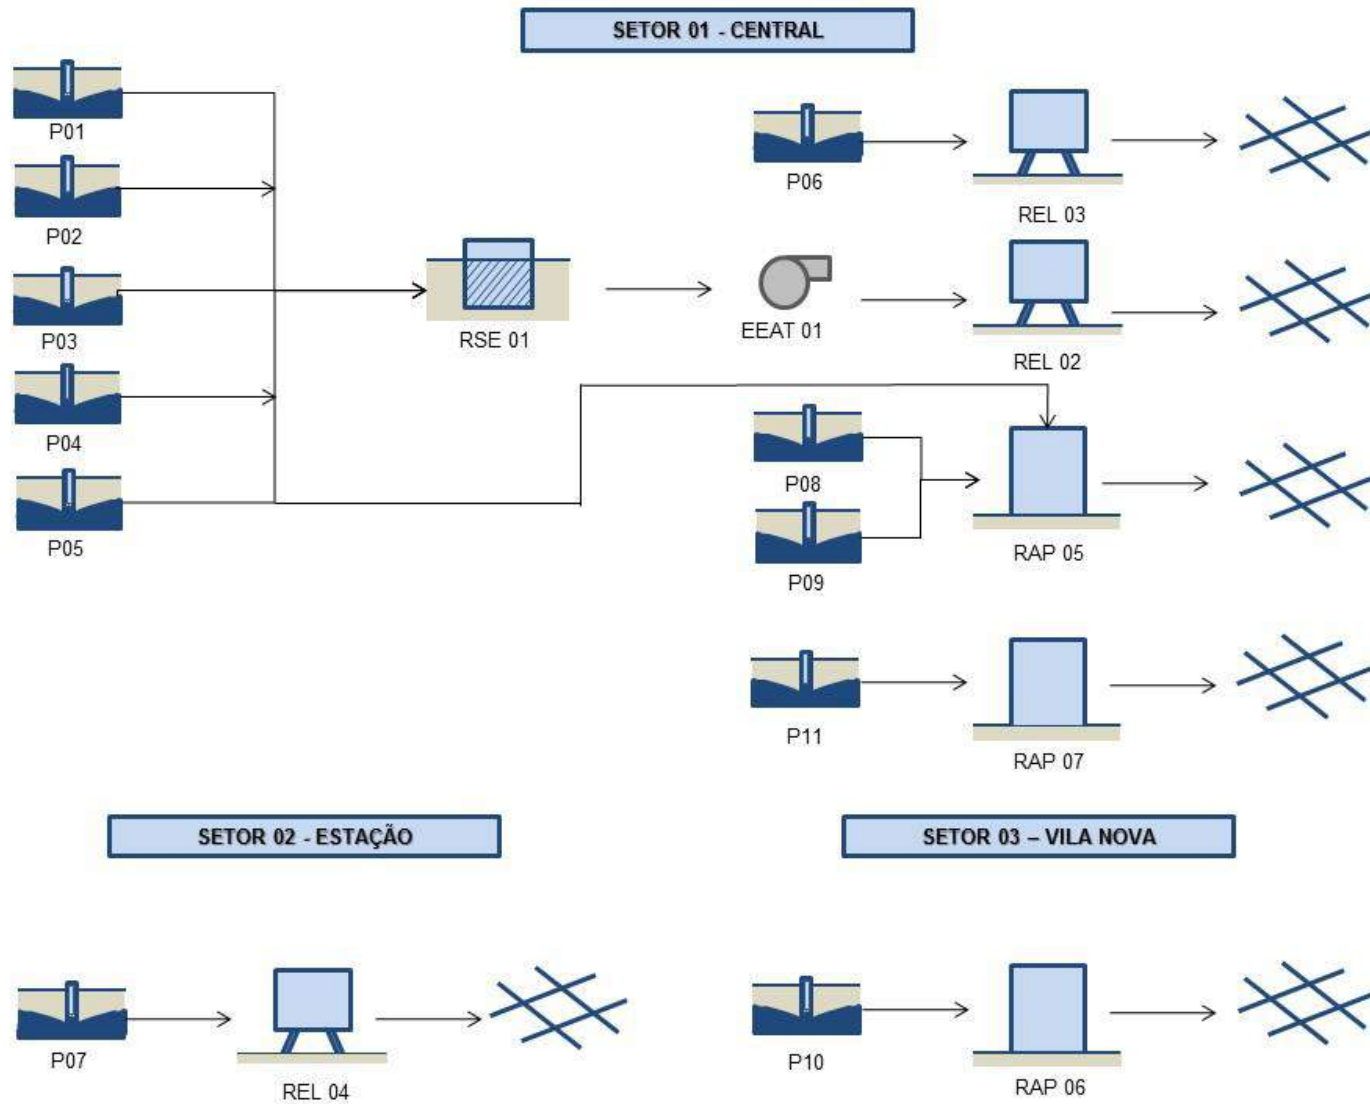 SETOR 01 - CENTRAL
P01
P06
REL 03
P02
P03
RSE 01
EEAT 01
REL 02
P04
P08
P05
RAP 05
P09
P11
RAP 07
SETOR 02 - ESTAÇÃO
SETOR 03 – VILA NOVA
P07
REL 04
P10
RAP 06